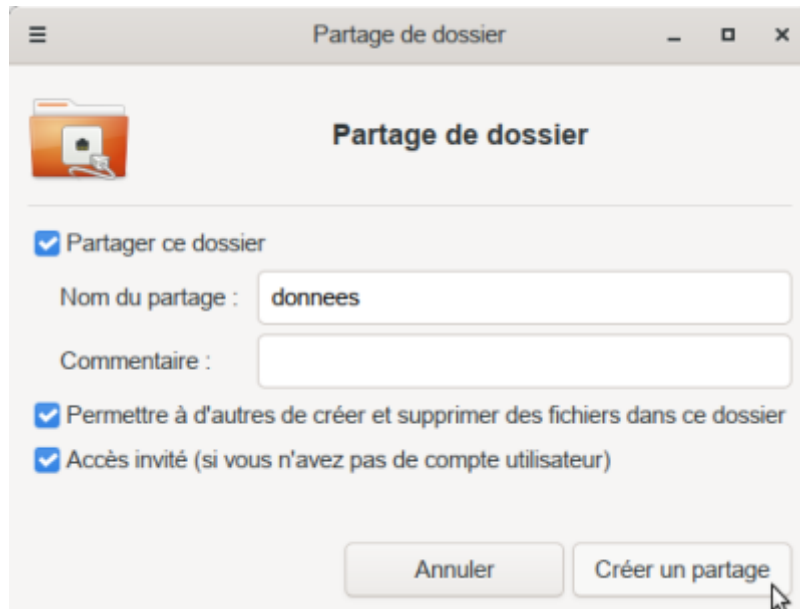 Partage de dossier
Partage de dossier
Partager ce dossier
Nom du partage : donnees
Commentaire :
Permettre à d'autres de créer et supprimer des fichiers dans ce dossier
Accès invité (si vous n'avez pas de compte utilisateur)
Annuler Créer un partage